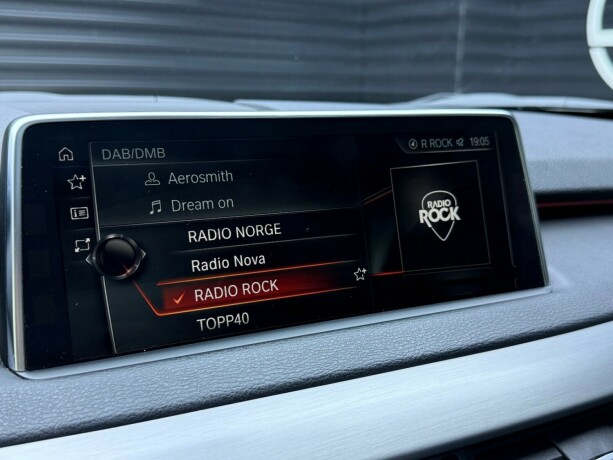 DAB/DMB
R ROCK 19:05
Aerosmith
Dream on
RADIO NORGE
Radio Nova
RADIO ROCK
TOPP40
RADIO
ROCK